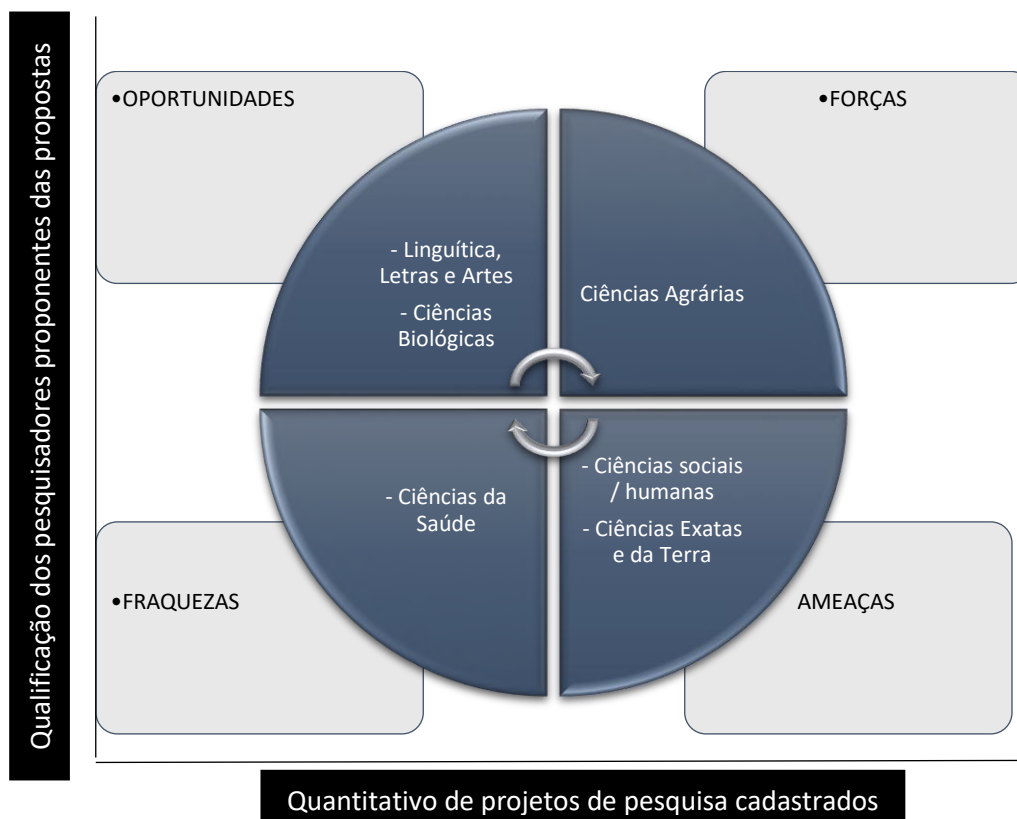 Qualificação dos pesquisadores proponentes das propostas
•OPORTUNIDADES
•FORÇAS
- Linguítica,
Letras e Artes
- Ciências
Biológicas
Ciências Agrárias
- Ciências da
Saúde
- Ciências sociais
/ humanas
- Ciências Exatas
e da Terra
•FRAQUEZAS
AMEAÇAS
Quantitativo de projetos de pesquisa cadastrados